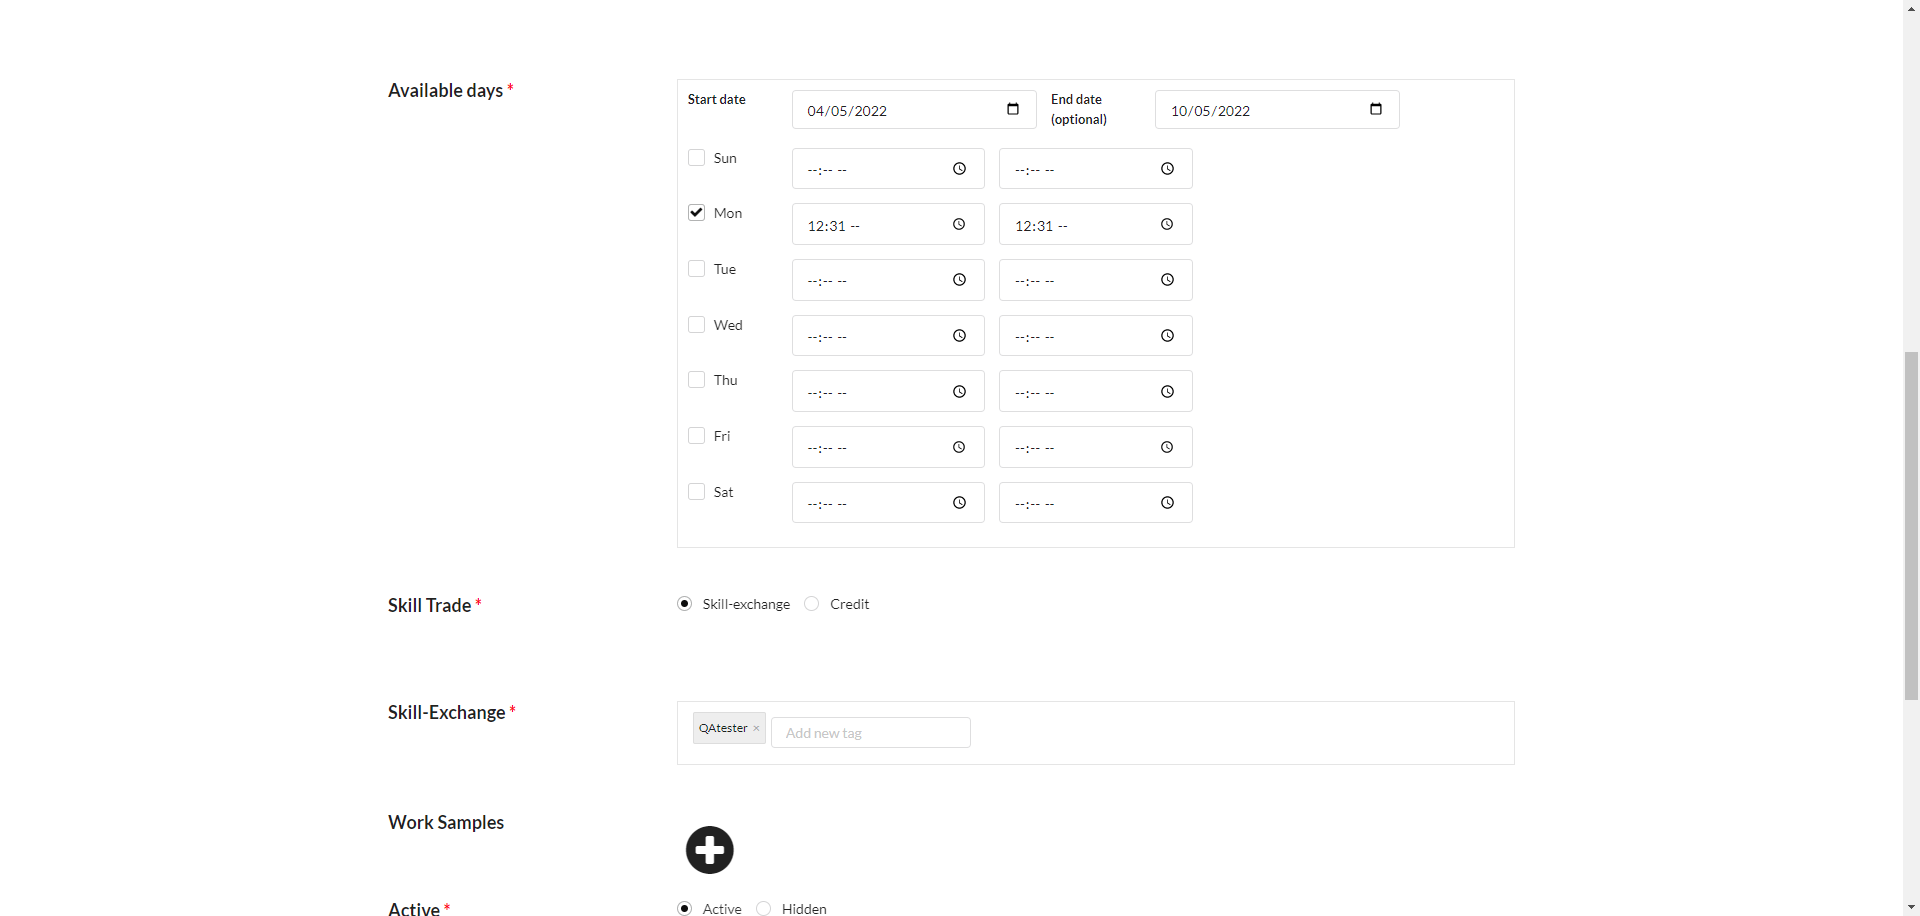 Available days *
Start date 04/05/2022 End date (optional) 10/05/2022
Sun --:-- -- --:-- --
Mon 12:31 -- 12:31 --
Tue --:-- -- --:-- --
Wed --:-- -- --:-- --
Thu --:-- -- --:-- --
Fri --:-- -- --:-- --
Sat --:-- -- --:-- --
Skill Trade * Skill-exchange Credit
Skill-Exchange * QAtester × Add new tag
Work Samples
Active * Active Hidden